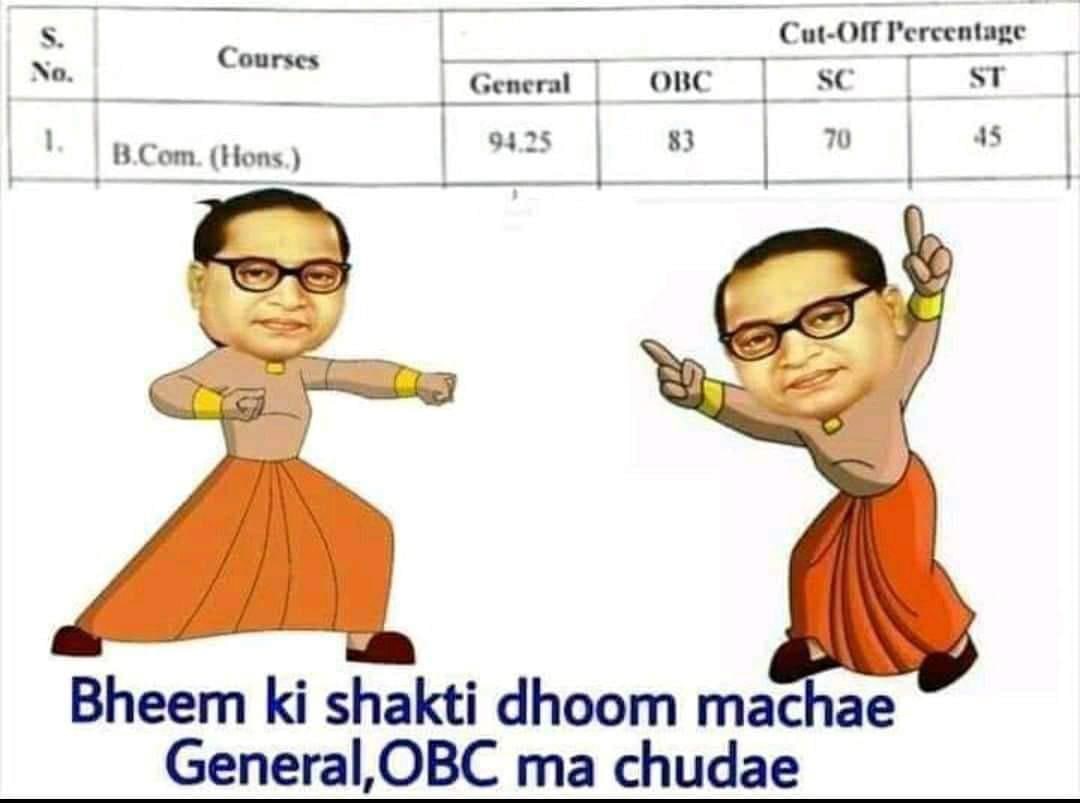 S. No. Courses Cut-Off Percentage
General OBC SC ST
1. B.Com. (Hons.) 94.25 83 70 45
Bheem ki shakti dhoom machae
General,OBC ma chudae